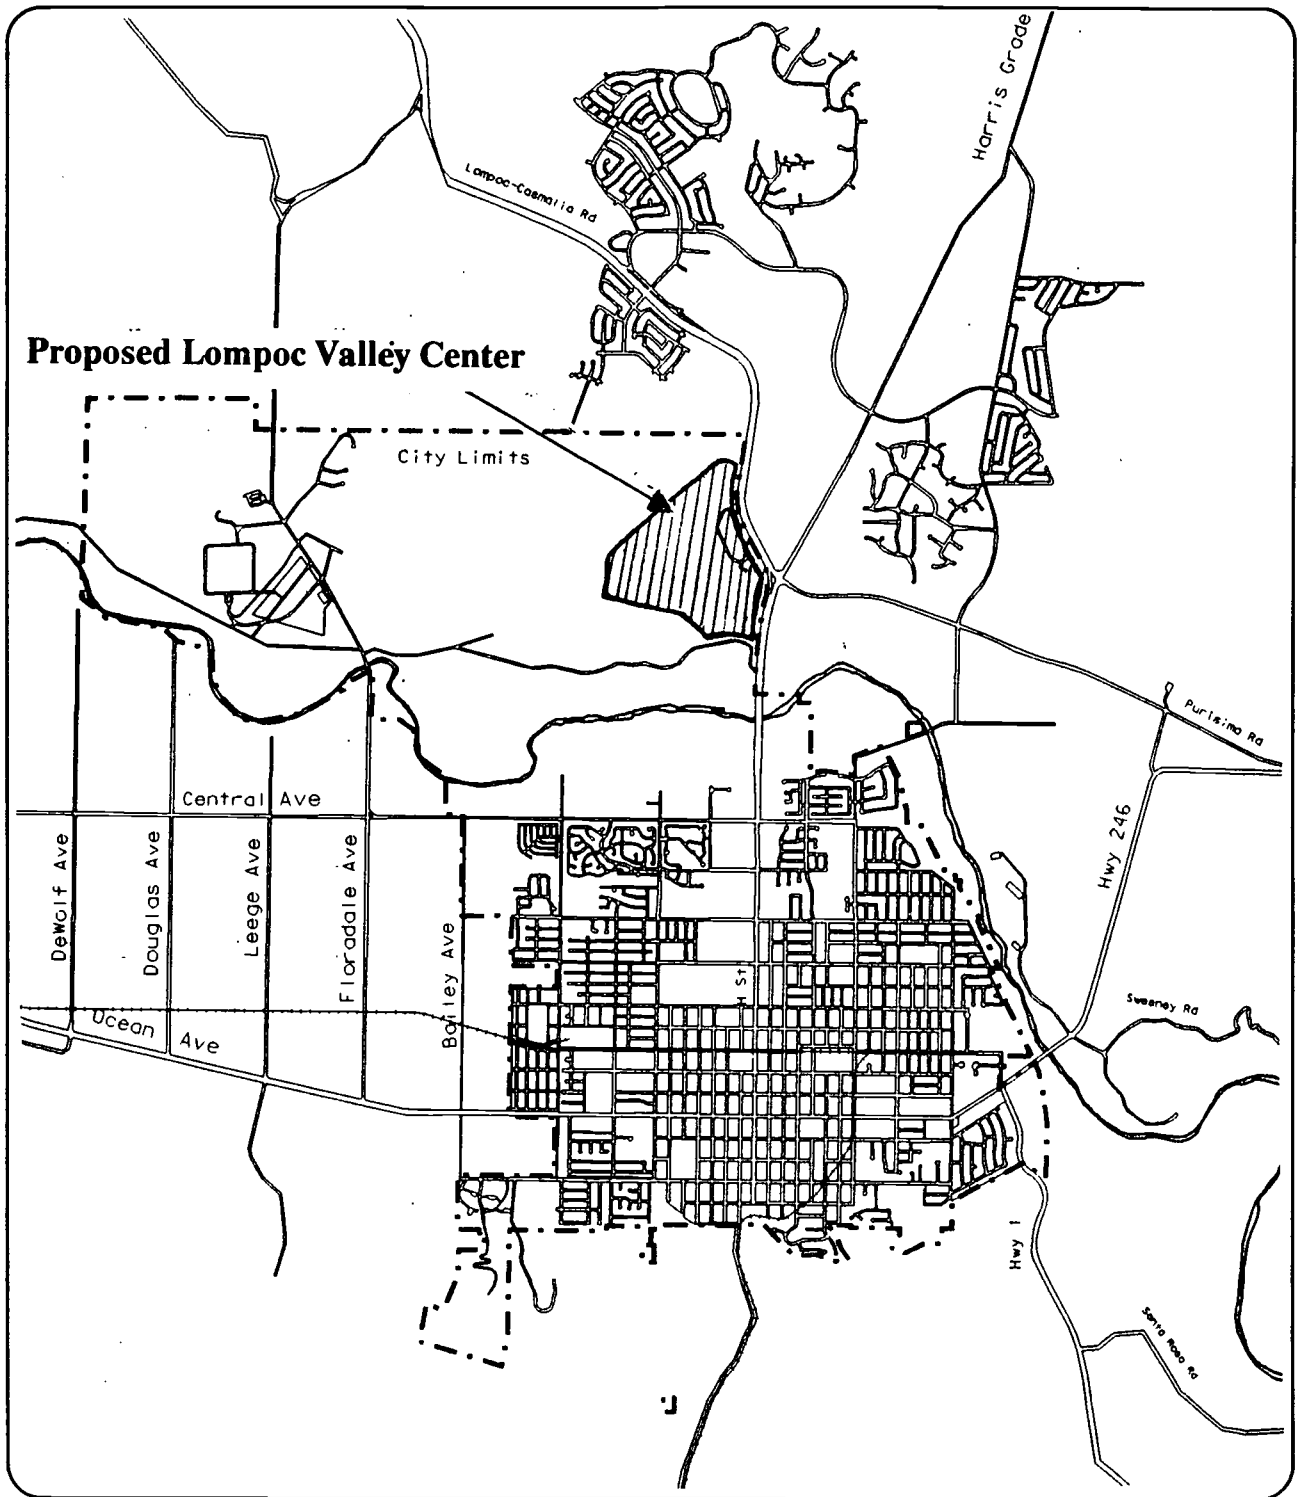 Harris Grade
Lompoc-Casmalia Rd
Proposed Lompoc Valley Center
City Limits
Purisima Rd
Central Ave
Hwy 246
Dewolf Ave
Douglas Ave
Leege Ave
Floradale Ave
Bailey Ave
H St
Sweeney Rd
Ocean Ave
Hwy 1
Santa Rosa Rd